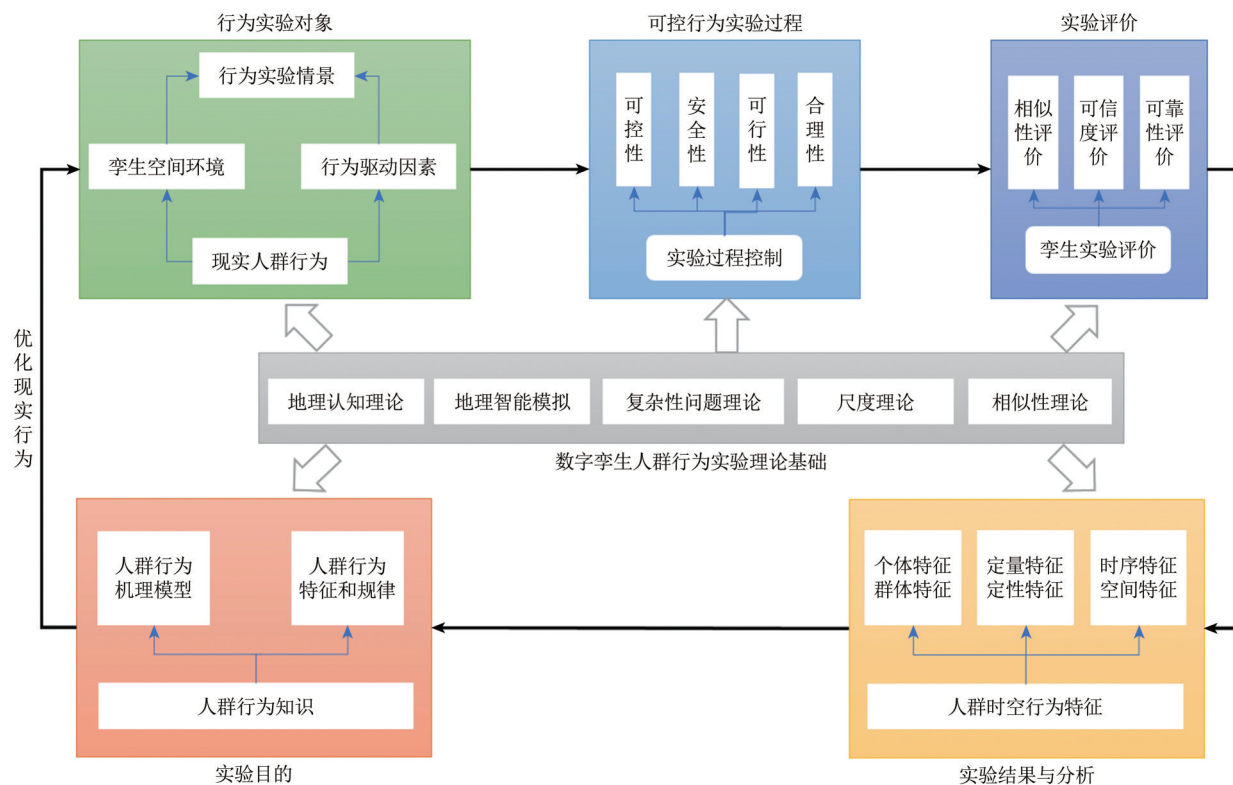 行为实验对象
可控行为实验过程
实验评价
行为实验情景
孪生空间环境
行为驱动因素
现实人群行为
可控性
安全性
可行性
合理性
实验过程控制
相似
性评
价
可信
度评
价
可靠
性评
价
孪生实验评价
优化现实行为
地理认知理论
地理智能模拟
复杂性问题理论
尺度理论
相似性理论
数字孪生人群行为实验理论基础
人群行为
机理模型
人群行为
特征和规律
人群行为知识
实验目的
个体特征
群体特征
定量特征
定性特征
时序特征
空间特征
人群时空行为特征
实验结果与分析